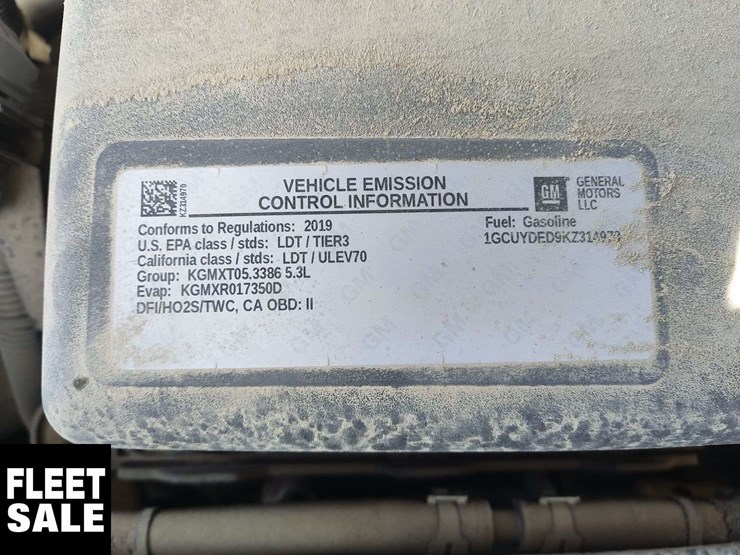 VEHICLE EMISSION
CONTROL INFORMATION
KZ314970
GM
GENERAL
MOTORS
LLC
Conforms to Regulations: 2019
U.S. EPA class / stds: LDT / TIER3
California class / stds: LDT / ULEV70
Group: KGMXT05.3386 5.3L
Evap: KGMXR017350D
DFI/HO2S/TWC, CA OBD: II
Fuel: Gasoline
1GCUYDED9KZ314970
FLEET
SALE